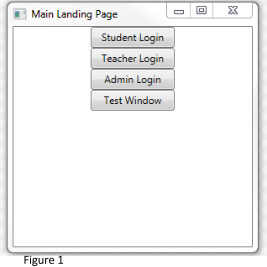 Main Landing Page
Student Login
Teacher Login
Admin Login
Test Window
Figure 1